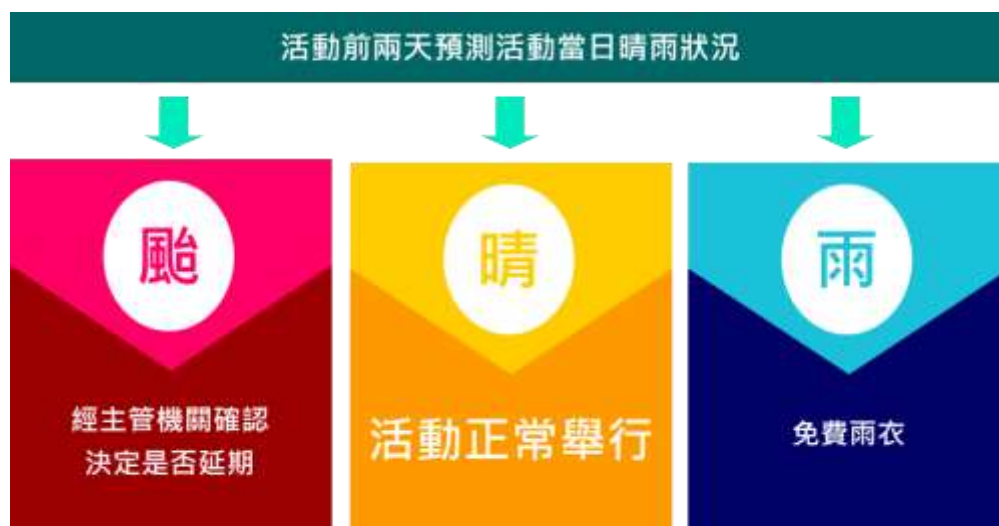 活動前兩天預測活動當日晴雨狀況
颱
經主管機關確認
決定是否延期
晴
活動正常舉行
雨
免費雨衣